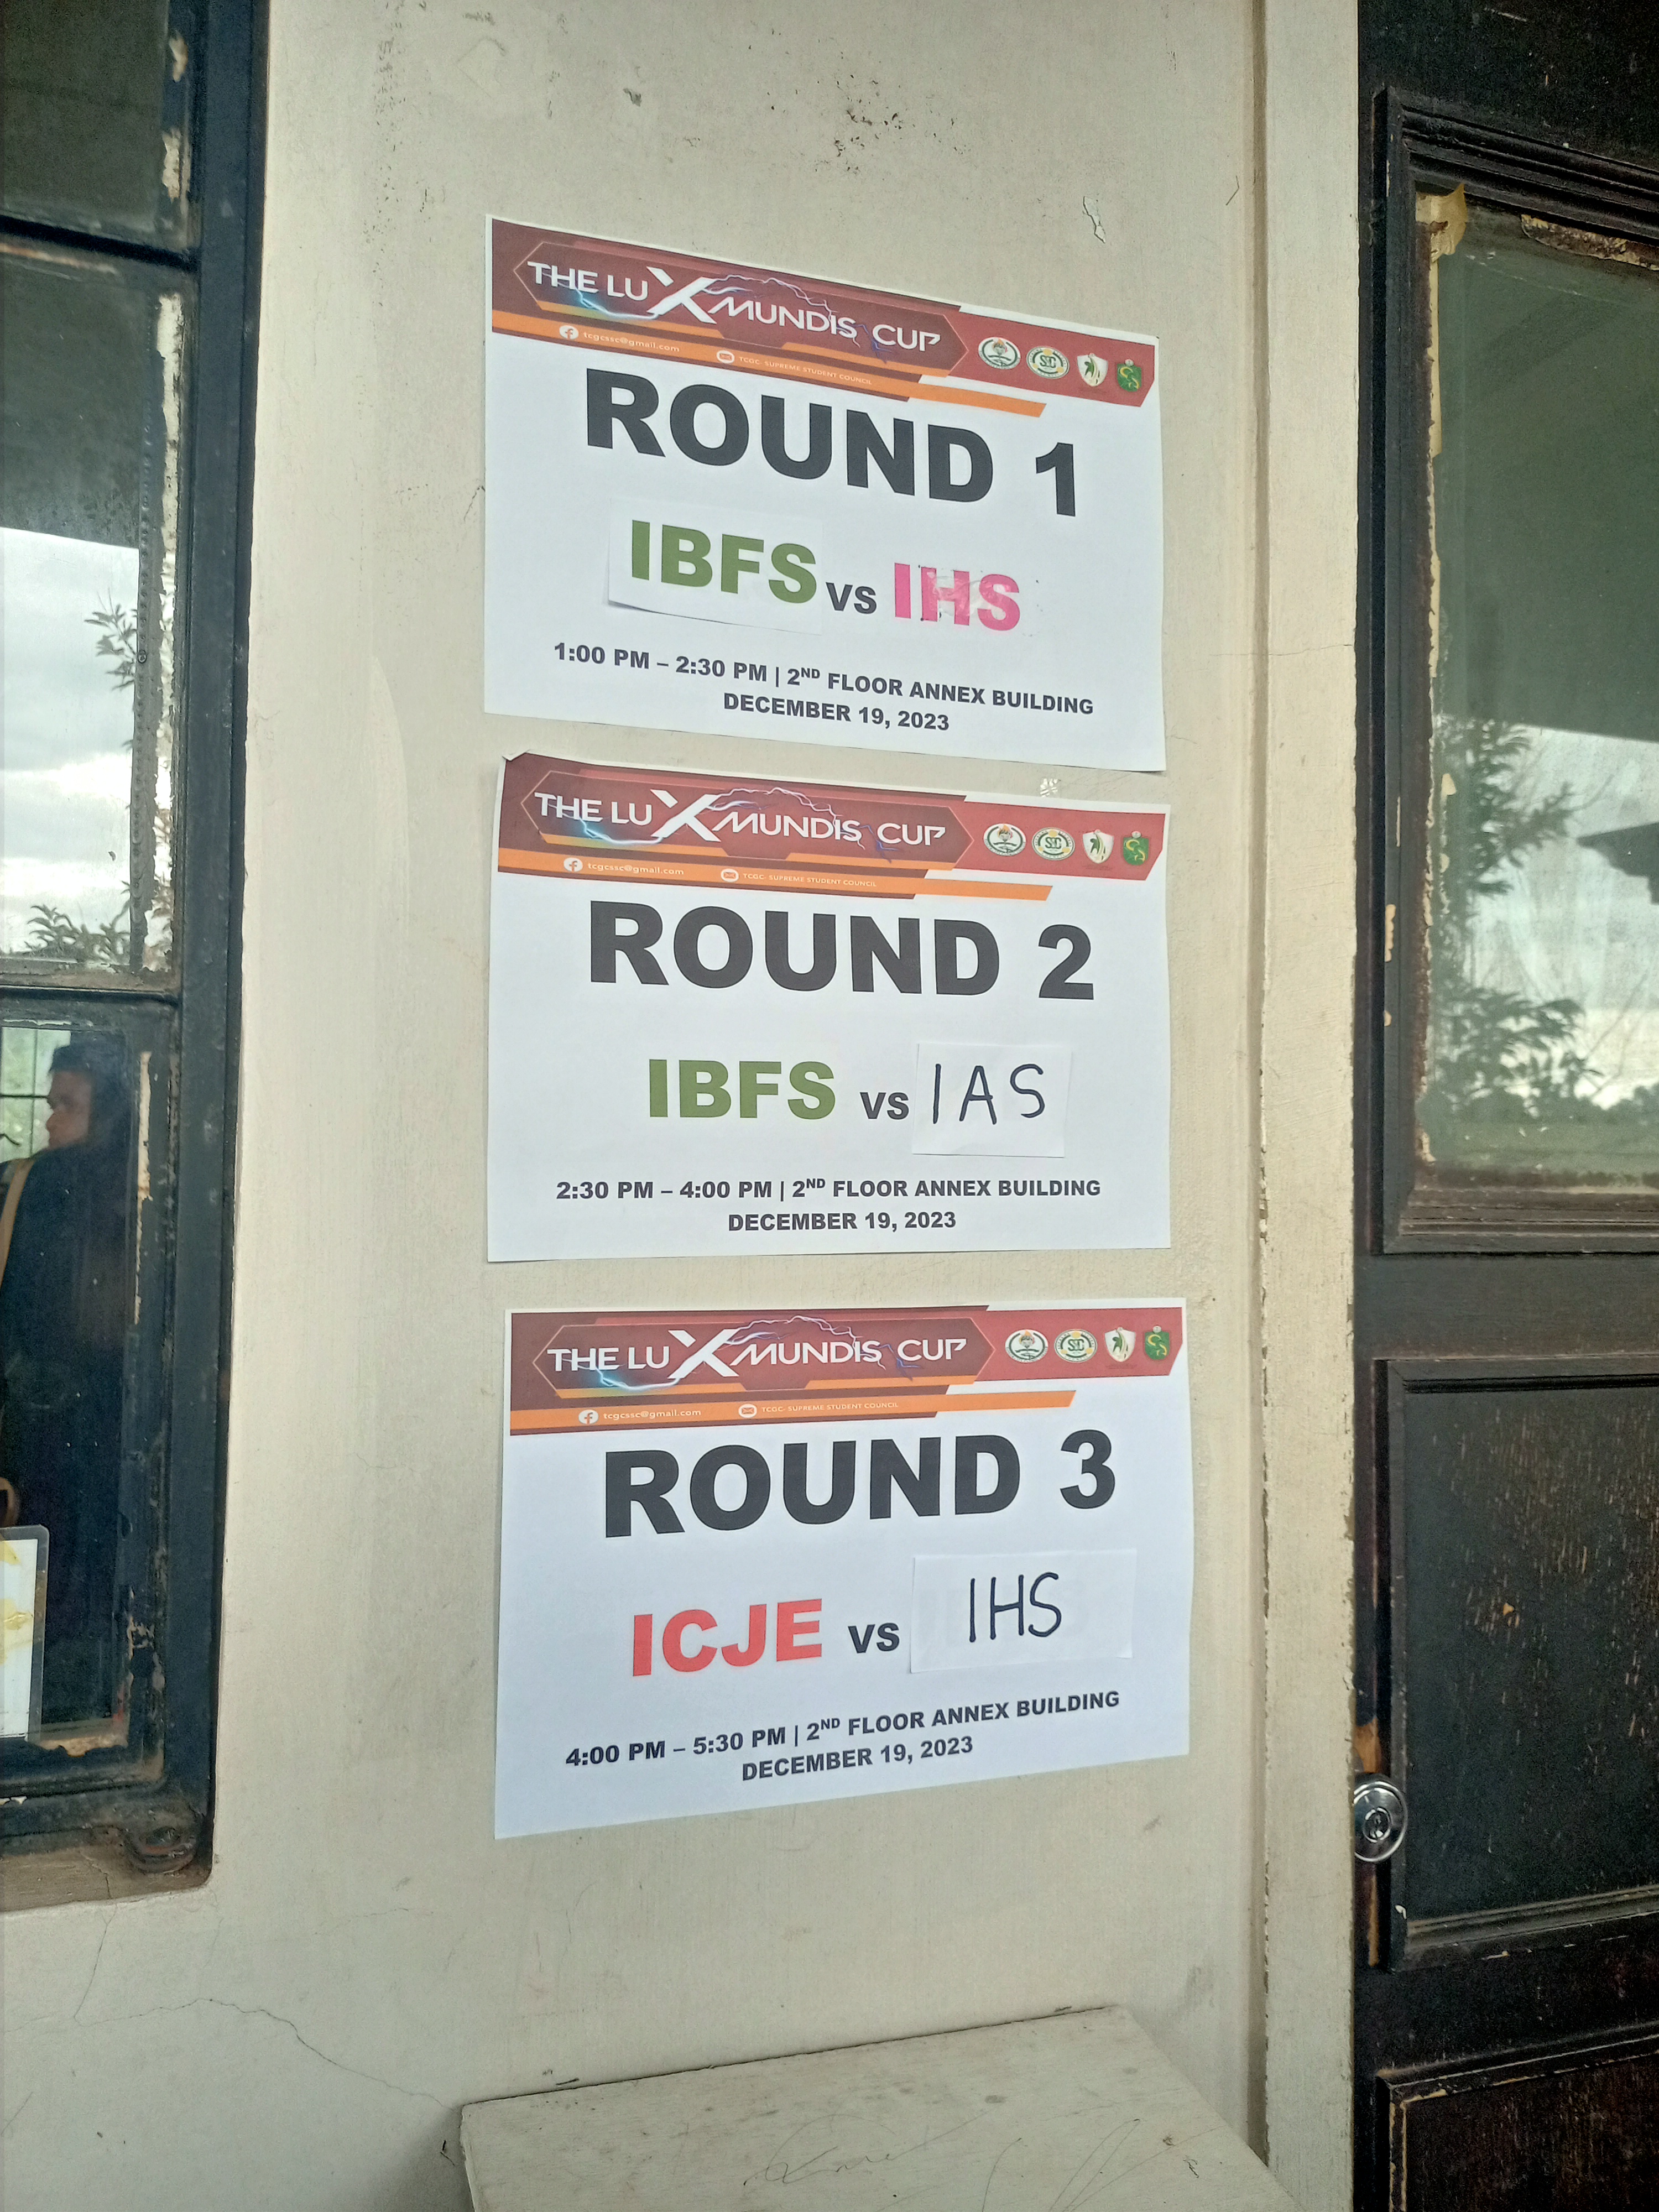 THE LUX MUNDIS CUP
tcgcssc@gmail.com TCGC- SUPREME STUDENT COUNCIL
ROUND 1
IBFS VS IHS
1:00 PM – 2:30 PM | 2ND FLOOR ANNEX BUILDING
DECEMBER 19, 2023
THE LUX MUNDIS CUP
tcgcssc@gmail.com TCGC- SUPREME STUDENT COUNCIL
ROUND 2
IBFS VS IAS
2:30 PM – 4:00 PM | 2ND FLOOR ANNEX BUILDING
DECEMBER 19, 2023
THE LUX MUNDIS CUP
tcgcssc@gmail.com TCGC- SUPREME STUDENT COUNCIL
ROUND 3
ICJE VS IHS
4:00 PM – 5:30 PM | 2ND FLOOR ANNEX BUILDING
DECEMBER 19, 2023